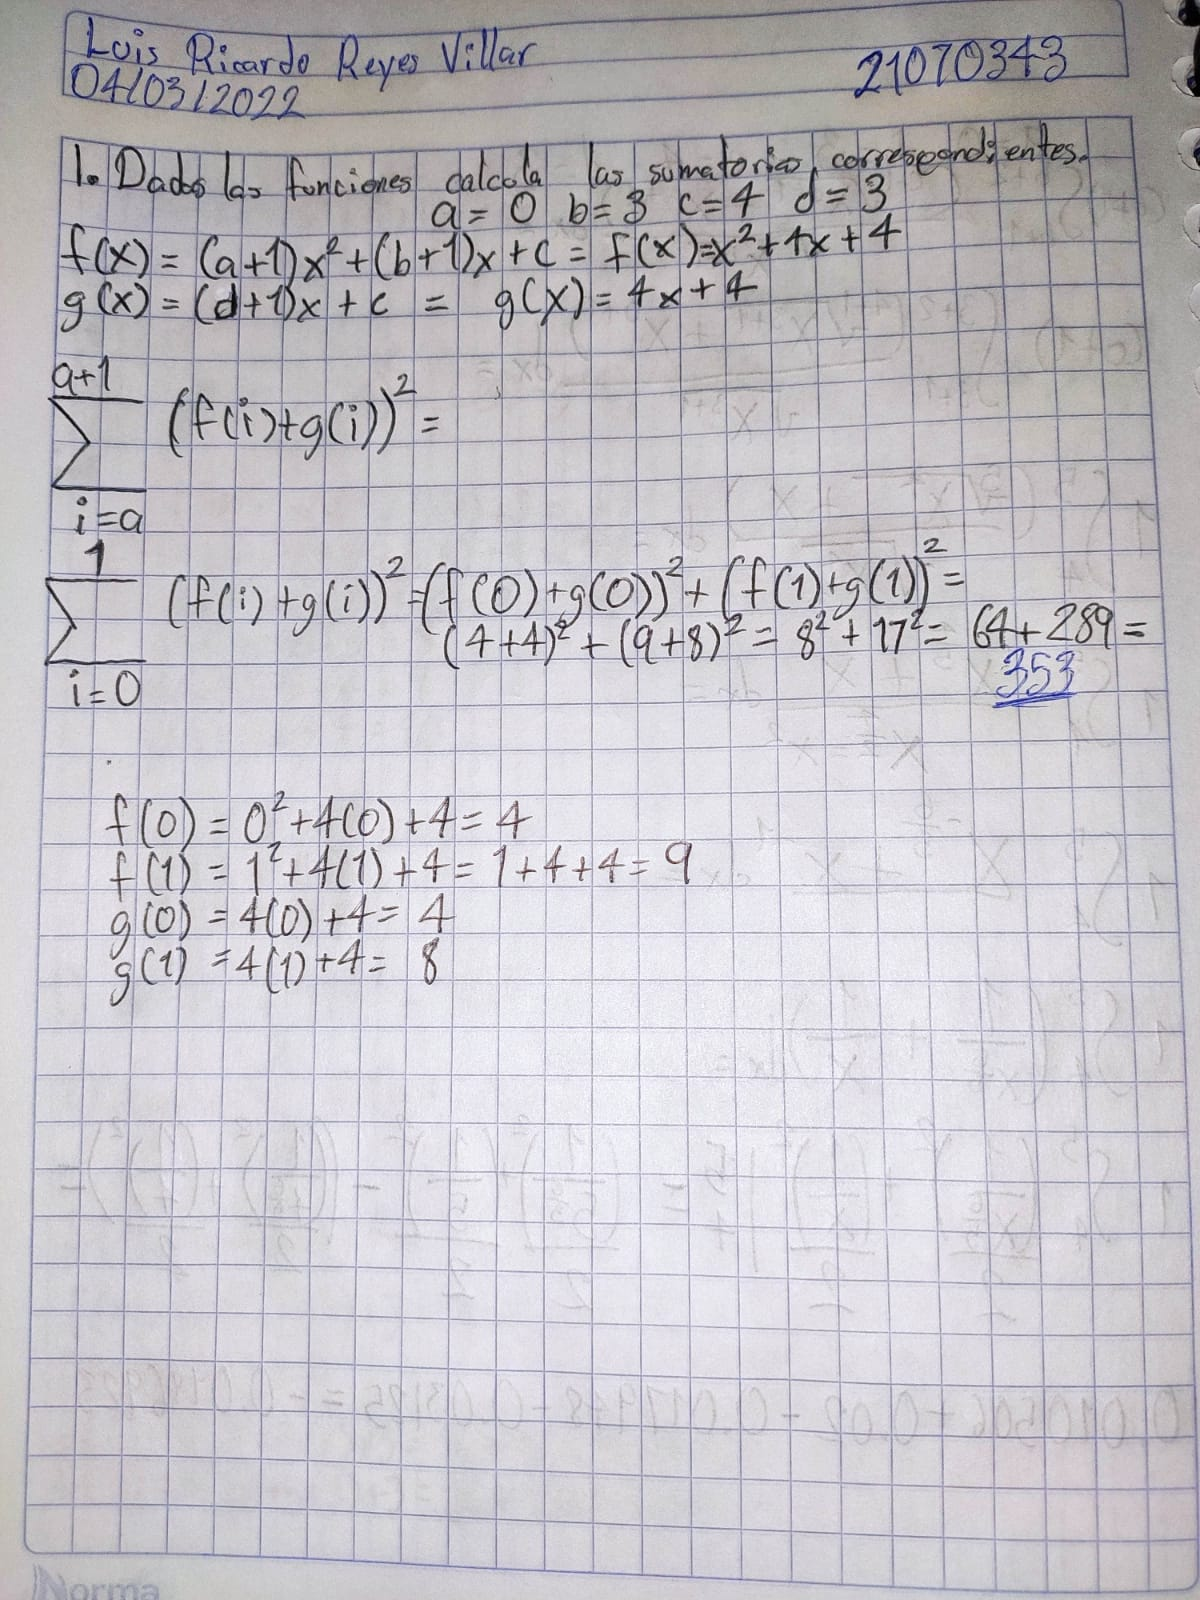 Luis Ricardo Reyes Villar 21070343
04/03/2022
1. Dadas las funciones calcula las sumatorias correspondientes.
a = 0 b = 3 c = 4 d = 3
f(x) = (a+1)x²+(b+1)x+c = f(x)=x²+4x+4
g(x) = (d+1)x+c = g(x) = 4x+4
a+1
∑ (f(i)+g(i))² =
i=a
1
∑ (f(i)+g(i))² = (f(0)+g(0))² + (f(1)+g(1))² =
(4+4)² + (9+8)² = 8² + 17² = 64 + 289 =
i=0 353
f(0) = 0²+4(0)+4 = 4
f(1) = 1²+4(1)+4 = 1+4+4 = 9
g(0) = 4(0)+4 = 4
g(1) = 4(1)+4 = 8
Norma